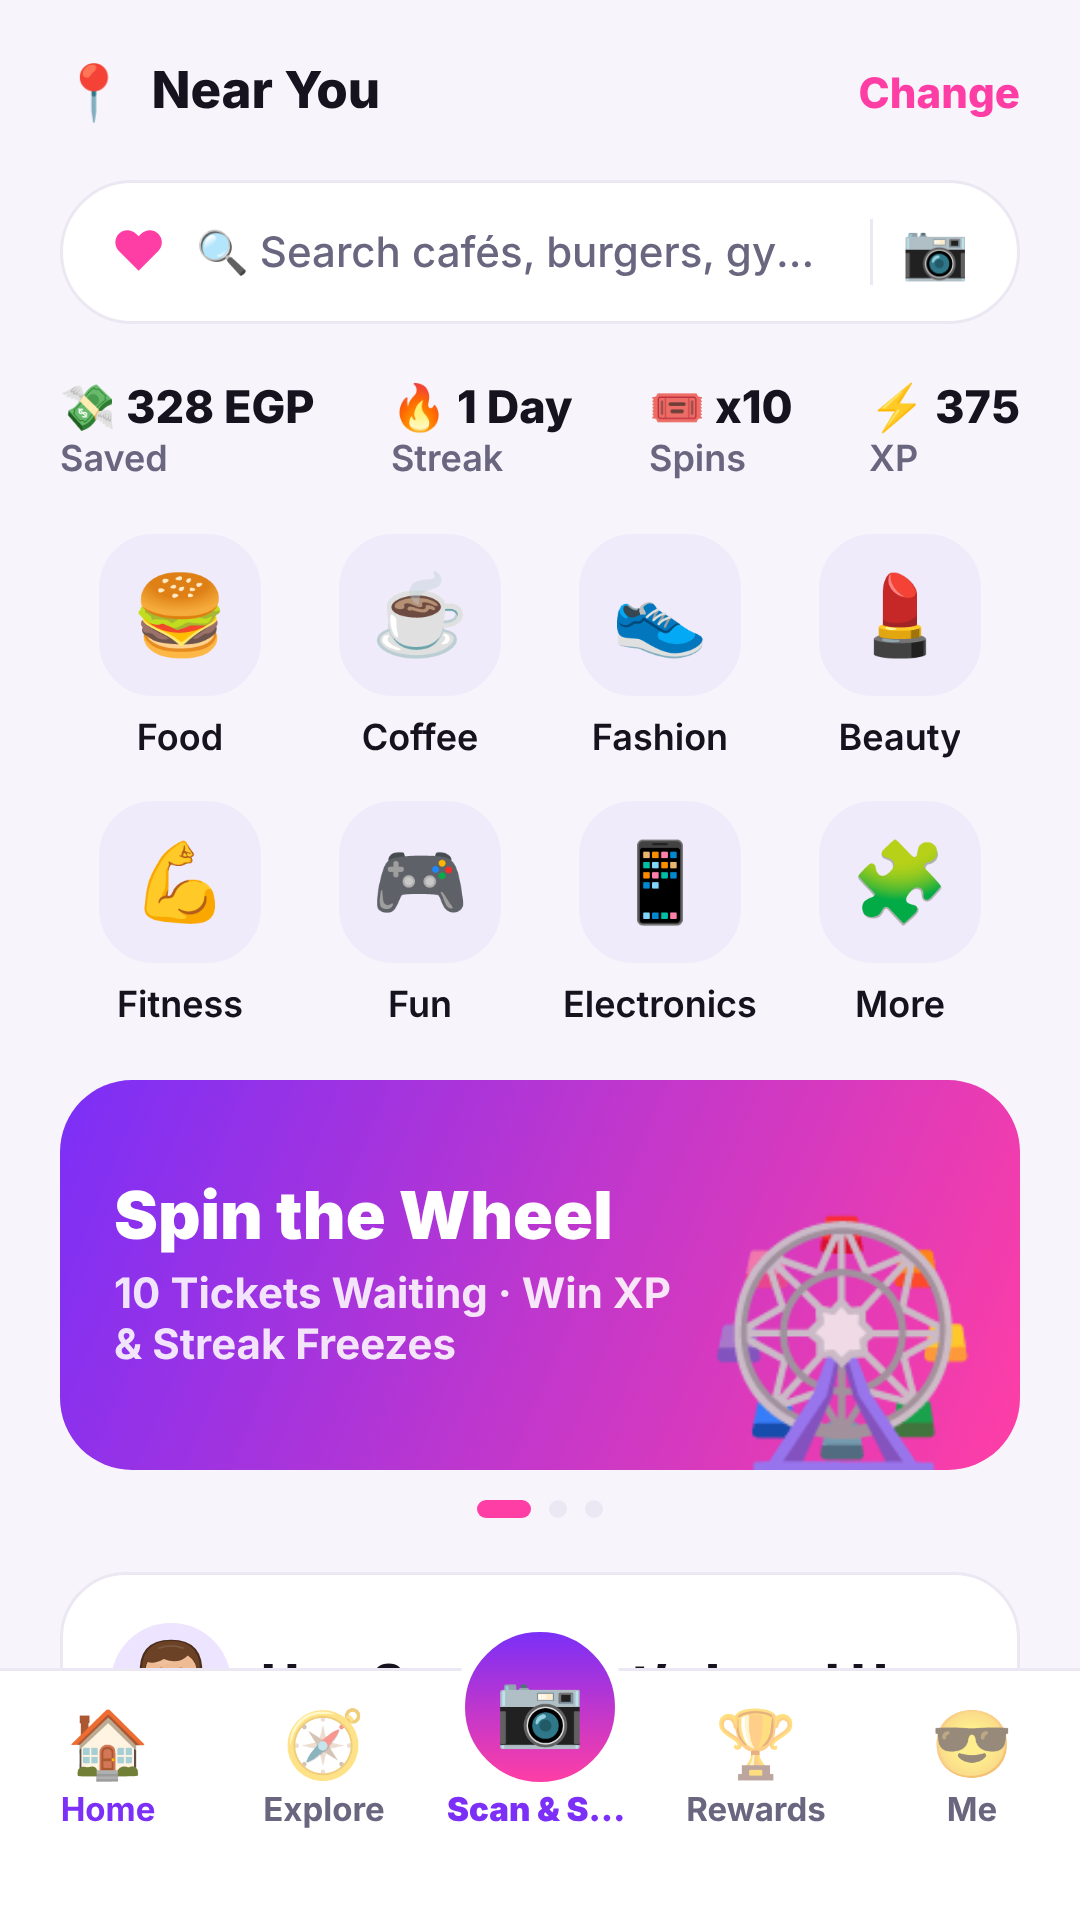 Near You
Change
Search cafés, burgers, gy...
328 EGP
Saved
1 Day
Streak
x10
Spins
375
XP
Food
Coffee
Fashion
Beauty
Fitness
Fun
Electronics
More
Spin the Wheel
10 Tickets Waiting · Win XP
& Streak Freezes
Home
Explore
Scan & S...
Rewards
Me